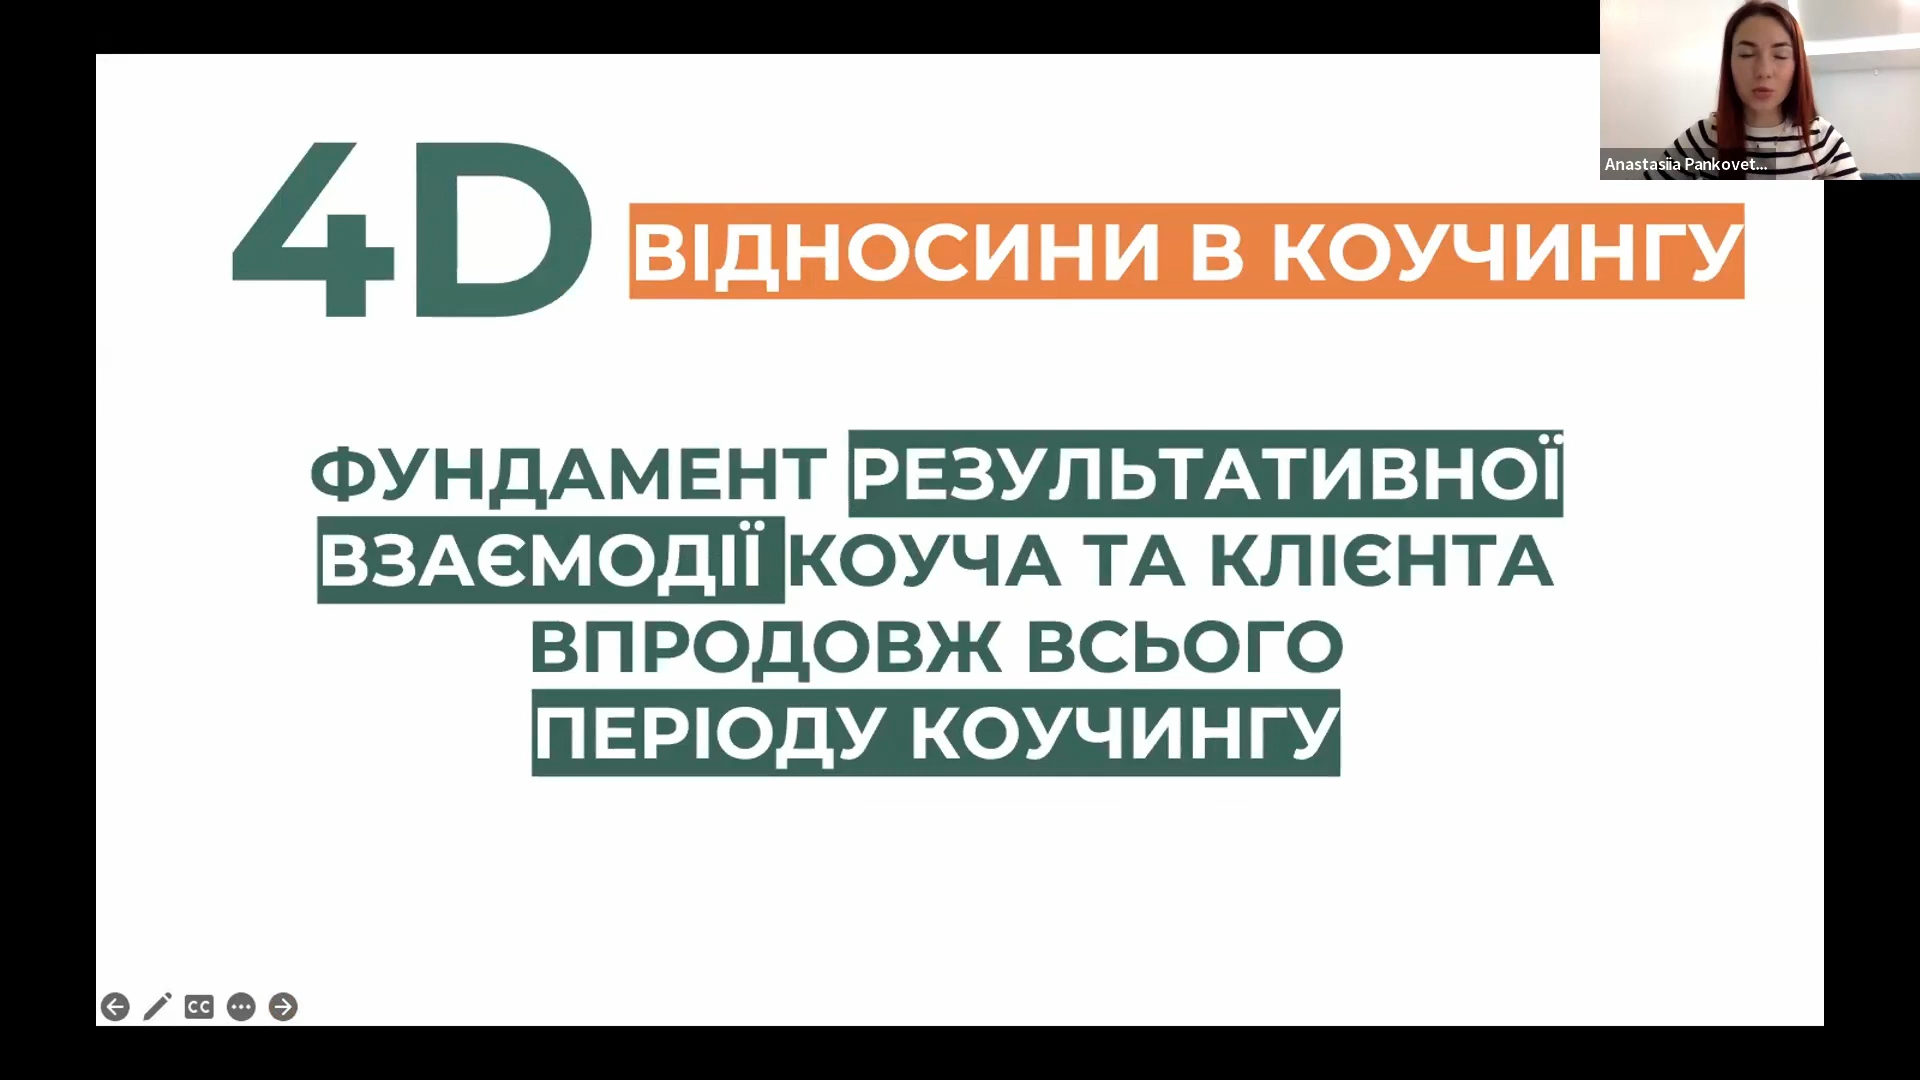 Anastasiia Pankovet...
4D ВІДНОСИНИ В КОУЧИНГУ
ФУНДАМЕНТ РЕЗУЛЬТАТИВНОЇ
ВЗАЄМОДІЇ КОУЧА ТА КЛІЄНТА
ВПРОДОВЖ ВСЬОГО
ПЕРІОДУ КОУЧИНГУ
CC